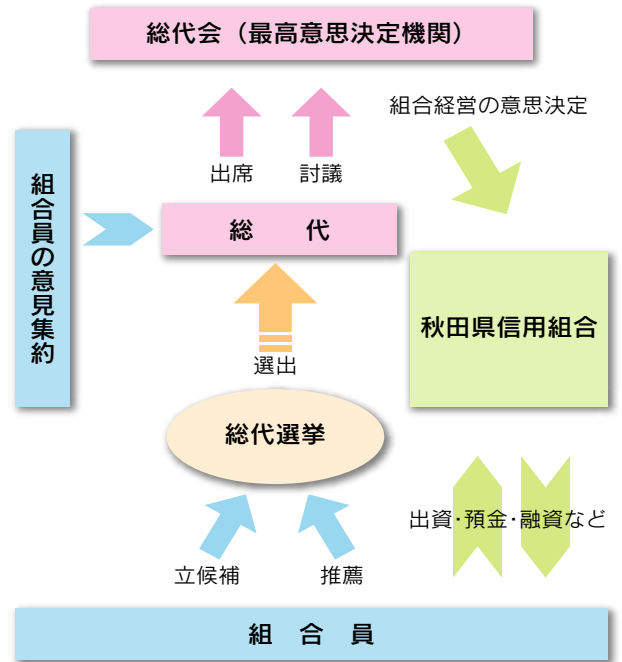 総代会（最高意思決定機関）
組合経営の意思決定
出席
討議
組合員の意見集約
総　代
秋田県信用組合
選出
総代選挙
出資･預金･融資など
立候補
推薦
組　合　員